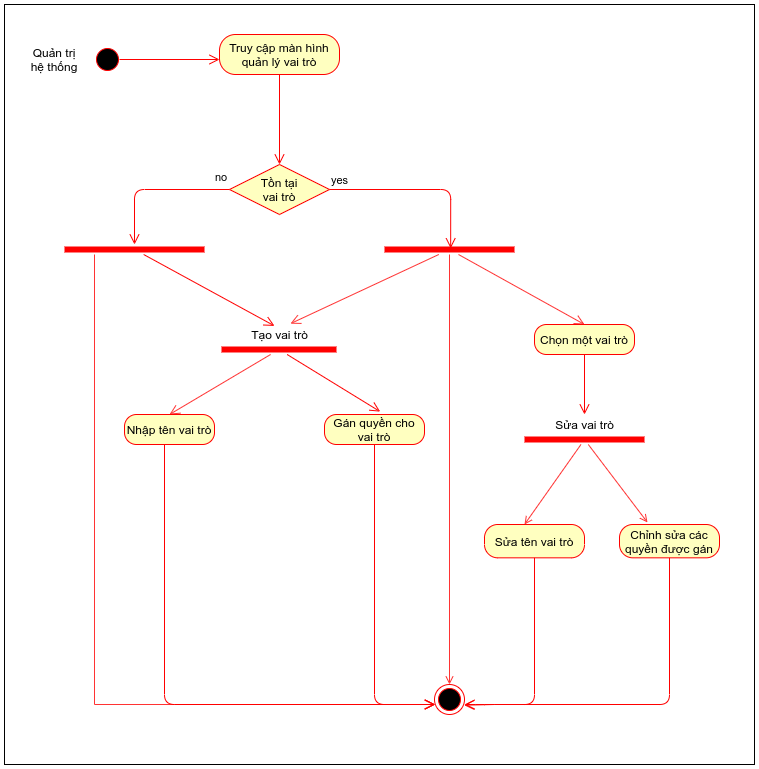 Quản trị
hệ thống
Truy cập màn hình
quản lý vai trò
no
Tồn tại
vai trò
yes
Tạo vai trò
Chọn một vai trò
Nhập tên vai trò
Gán quyền cho
vai trò
Sửa vai trò
Sửa tên vai trò
Chỉnh sửa các
quyền được gán